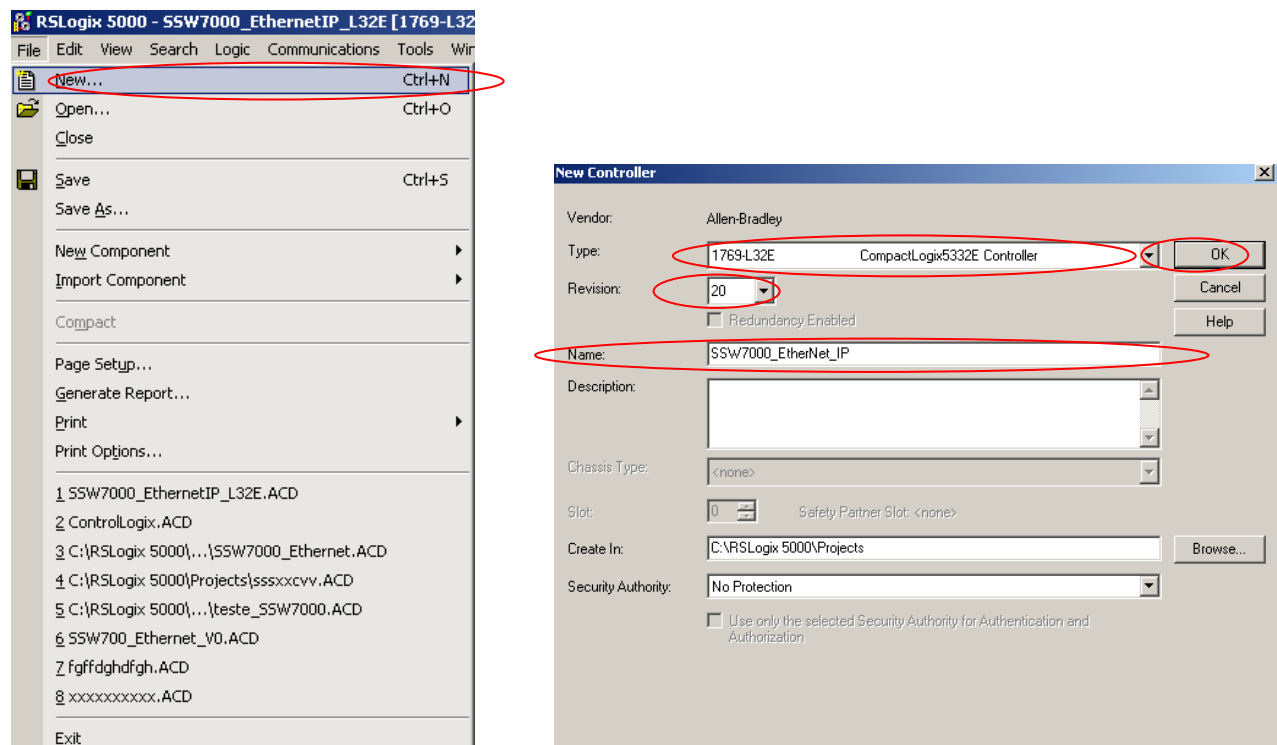 RSLogix 5000 - SSW7000_EthernetIP_L32E [1769-L32
File Edit View Search Logic Communications Tools Win
New... Ctrl+N
Open... Ctrl+O
Close
Save Ctrl+S
Save As...
New Component
Import Component
Compact
Page Setup...
Generate Report...
Print
Print Options...
1 SSW7000_EthernetIP_L32E.ACD
2 ControlLogix.ACD
3 C:\RSLogix 5000\...\SSW7000_Ethernet.ACD
4 C:\RSLogix 5000\Projects\sssxxcvv.ACD
5 C:\RSLogix 5000\...\teste_SSW7000.ACD
6 SSW700_Ethernet_V0.ACD
7 fgffdghdfgh.ACD
8 xxxxxxxxxx.ACD
Exit
New Controller
Vendor: Allen-Bradley
Type: 1769-L32E CompactLogix5332E Controller OK
Revision: 20 Cancel
Redundancy Enabled Help
Name: SSW7000_EtherNet_IP
Description:
Chassis Type: <none>
Slot: 0 Safety Partner Slot: <none>
Create In: C:\RSLogix 5000\Projects Browse...
Security Authority: No Protection
Use only the selected Security Authority for Authentication and
Authorization